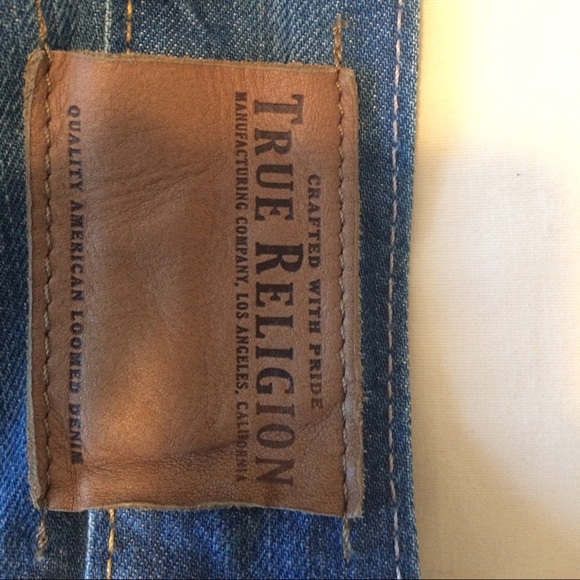 CRAFTED WITH PRIDE
TRUE RELIGION
MANUFACTURING COMPANY, LOS ANGELES, CALIFORNIA
QUALITY AMERICAN LOOMED DENIM